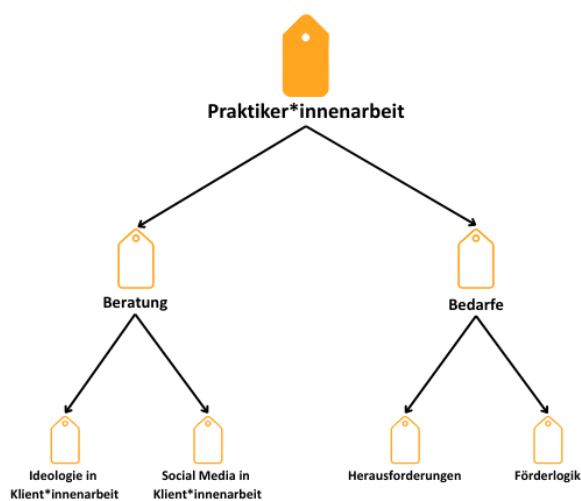 Praktiker*innenarbeit
Beratung
Bedarfe
Ideologie in
Klient*innenarbeit
Social Media in
Klient*innenarbeit
Herausforderungen
Förderlogik